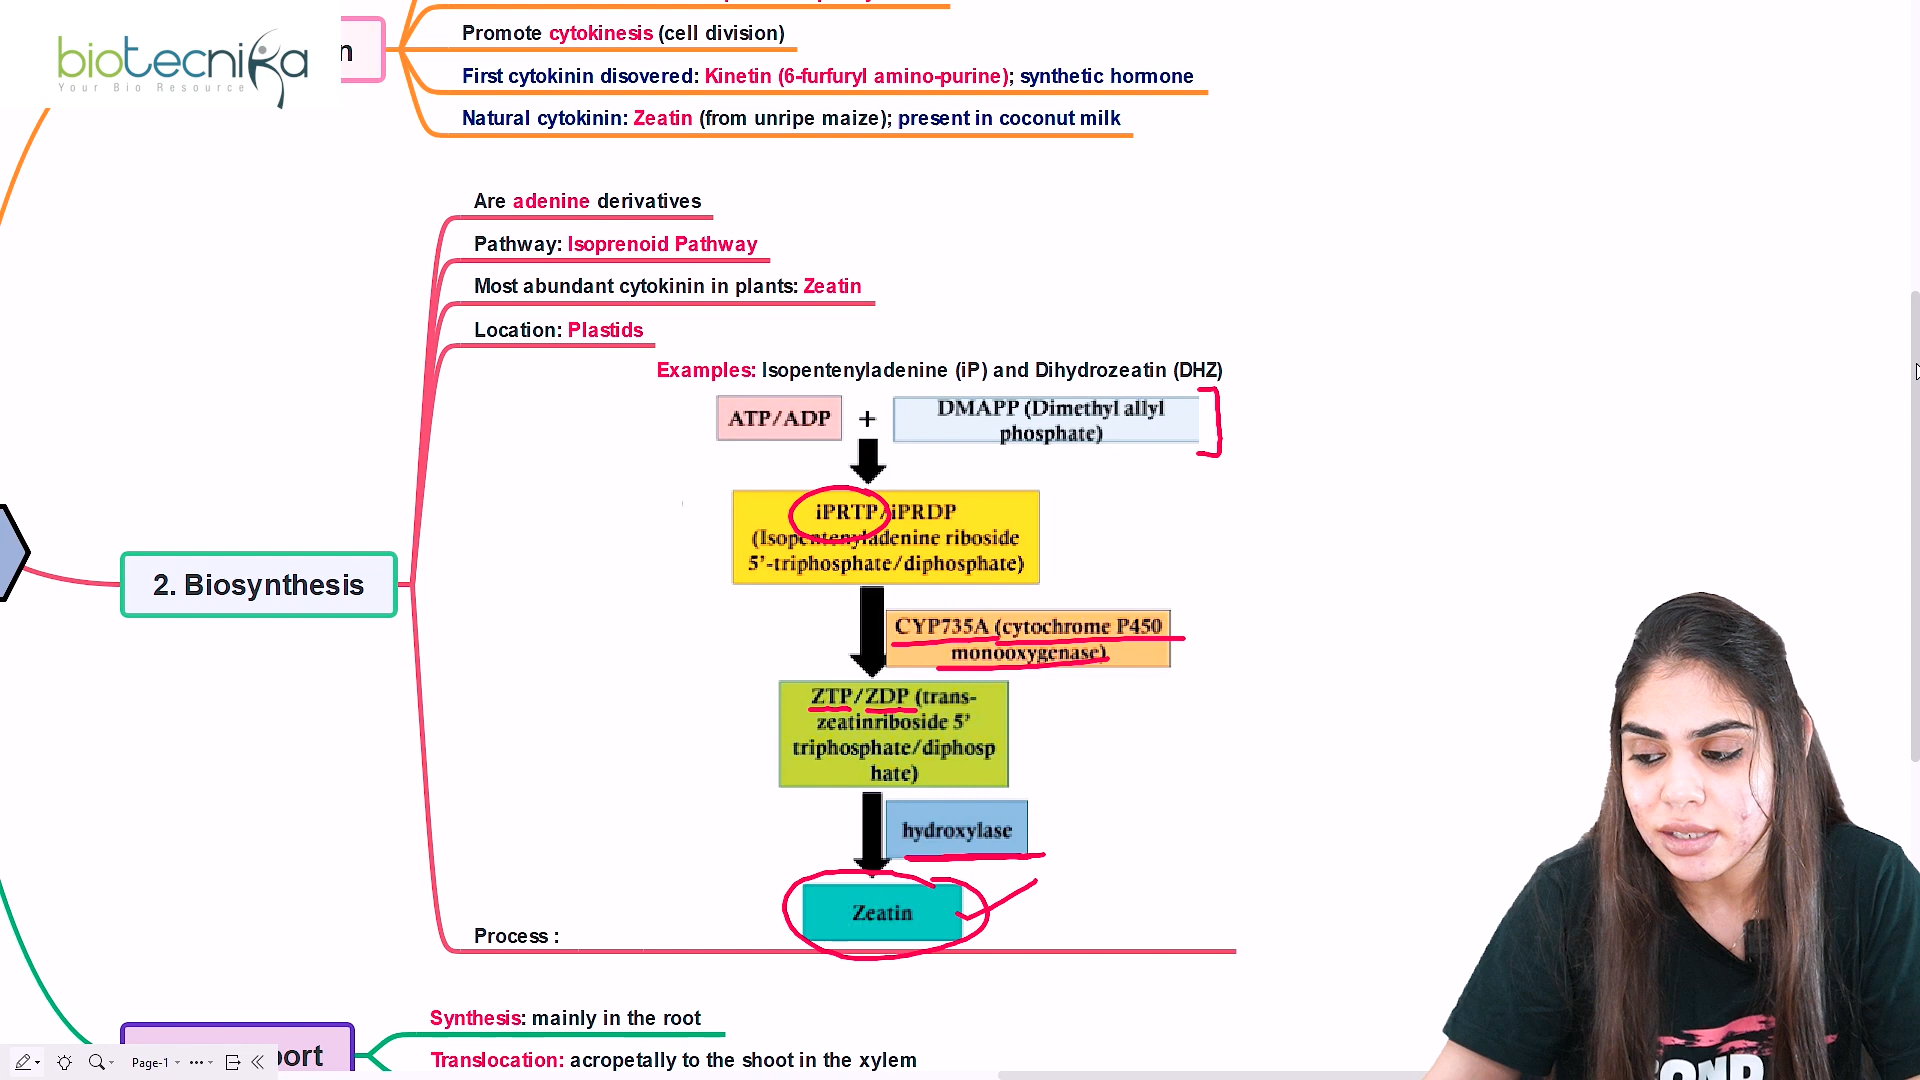 biotecnika
Your Bio Resource
n
Promote cytokinesis (cell division)
First cytokinin disovered: Kinetin (6-furfuryl amino-purine); synthetic hormone
Natural cytokinin: Zeatin (from unripe maize); present in coconut milk
Are adenine derivatives
Pathway: Isoprenoid Pathway
Most abundant cytokinin in plants: Zeatin
Location: Plastids
Examples: Isopentenyladenine (iP) and Dihydrozeatin (DHZ)
ATP/ADP + DMAPP (Dimethyl allyl
phosphate)
iPRTP/iPRDP
(Isopentenyladenine riboside
5'-triphosphate/diphosphate)
2. Biosynthesis
CYP735A (cytochrome P450
monooxygenase)
ZTP/ZDP (trans-
zeatinriboside 5'
triphosphate/diphosp
hate)
hydroxylase
Zeatin
Process :
Synthesis: mainly in the root
port
Translocation: acropetally to the shoot in the xylem
Page-1